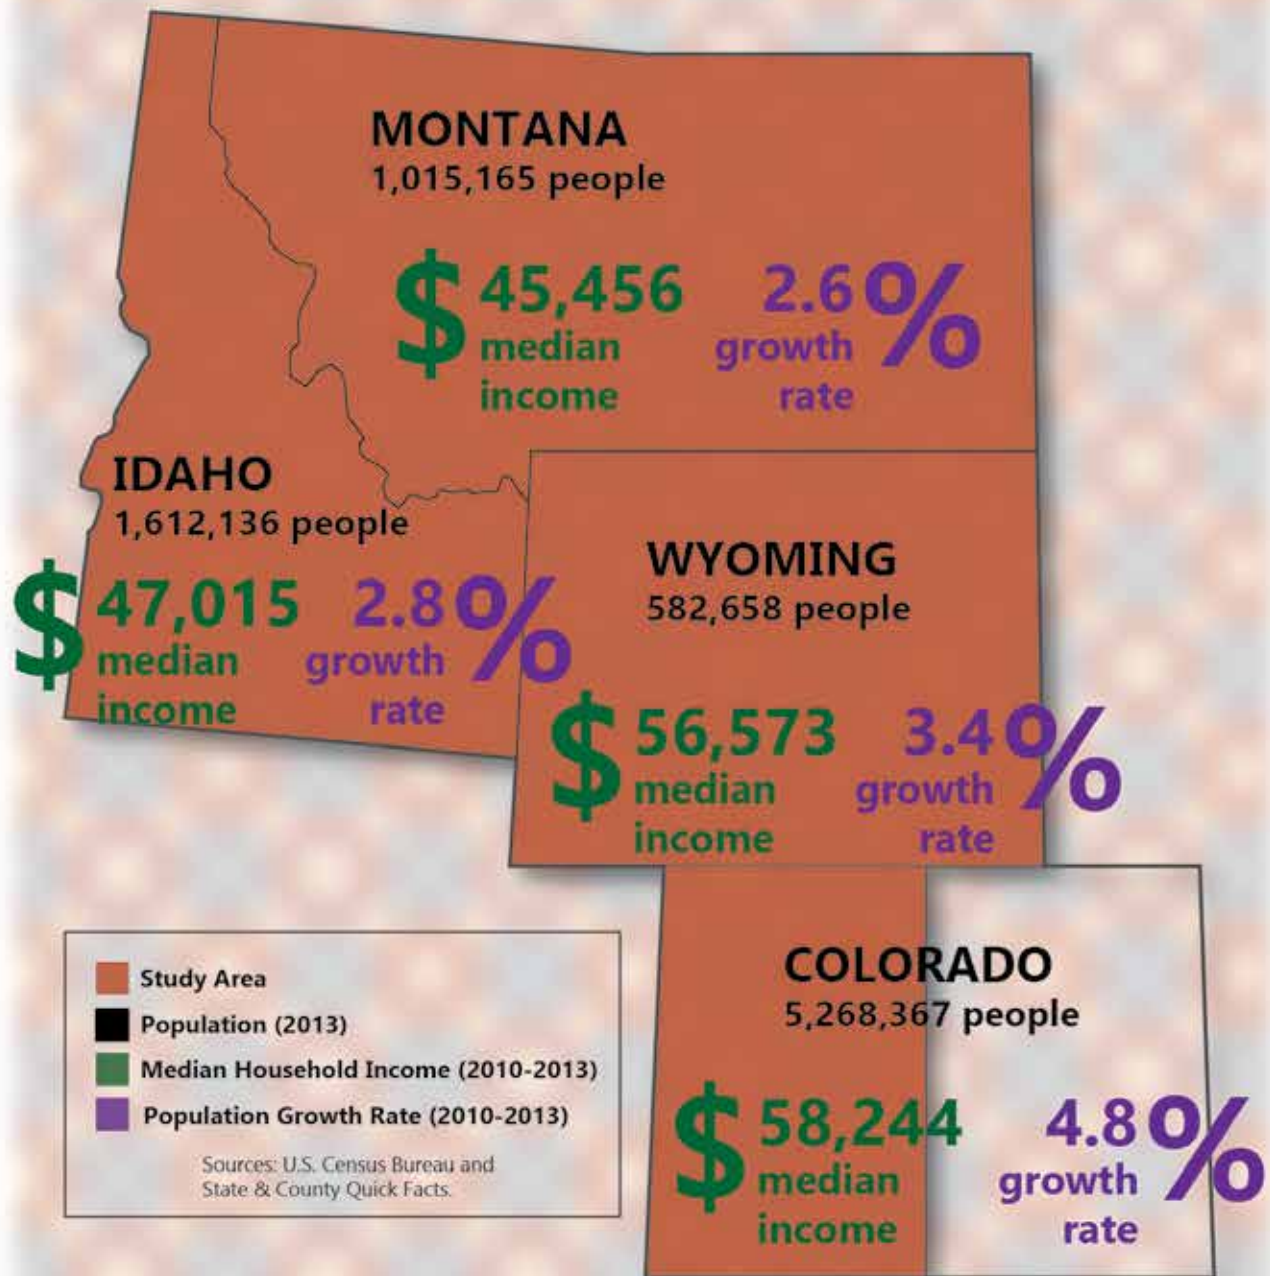 MONTANA
1,015,165 people
$ 45,456 2.6%
median growth
income rate
IDAHO
1,612,136 people
$ 47,015 2.8%
median growth
income rate
WYOMING
582,658 people
$ 56,573 3.4%
median growth
income rate
COLORADO
5,268,367 people
$ 58,244 4.8%
median growth
income rate
Study Area
Population (2013)
Median Household Income (2010-2013)
Population Growth Rate (2010-2013)
Sources: U.S. Census Bureau and
State & County Quick Facts.